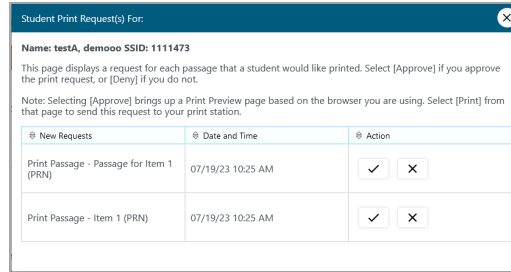 Student Print Request(s) For:
Name: testA, demooo SSID: 1111473
This page displays a request for each passage that a student would like printed. Select [Approve] if you approve
the print request, or [Deny] if you do not.
Note: Selecting [Approve] brings up a Print Preview page based on the browser you are using. Select [Print] from
that page to send this request to your print station.
New Requests Date and Time Action
Print Passage - Passage for Item 1
(PRN)
07/19/23 10:25 AM
Print Passage - Item 1 (PRN) 07/19/23 10:25 AM